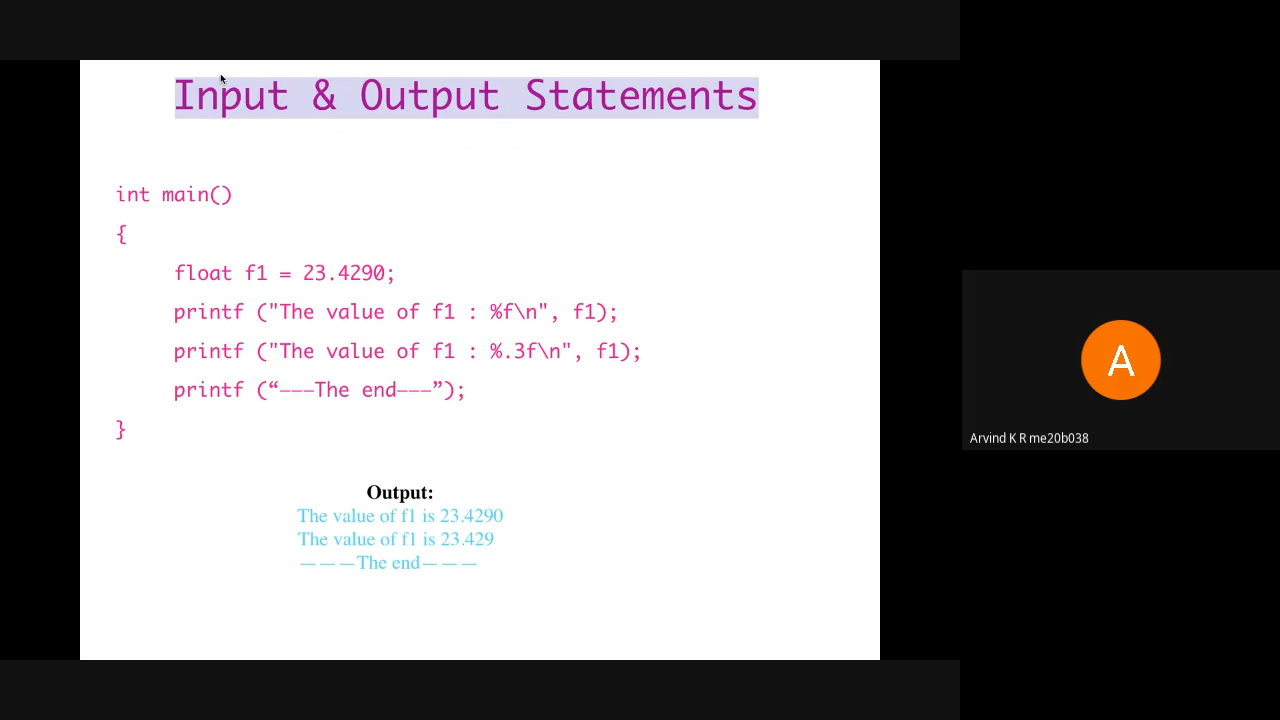 Input & Output Statements
int main()
{
float f1 = 23.4290;
printf ("The value of f1 : %f\n", f1);
printf ("The value of f1 : %.3f\n", f1);
printf (“———The end———”);
}
Output:
The value of f1 is 23.4290
The value of f1 is 23.429
———The end———
A
Arvind K R me20b038